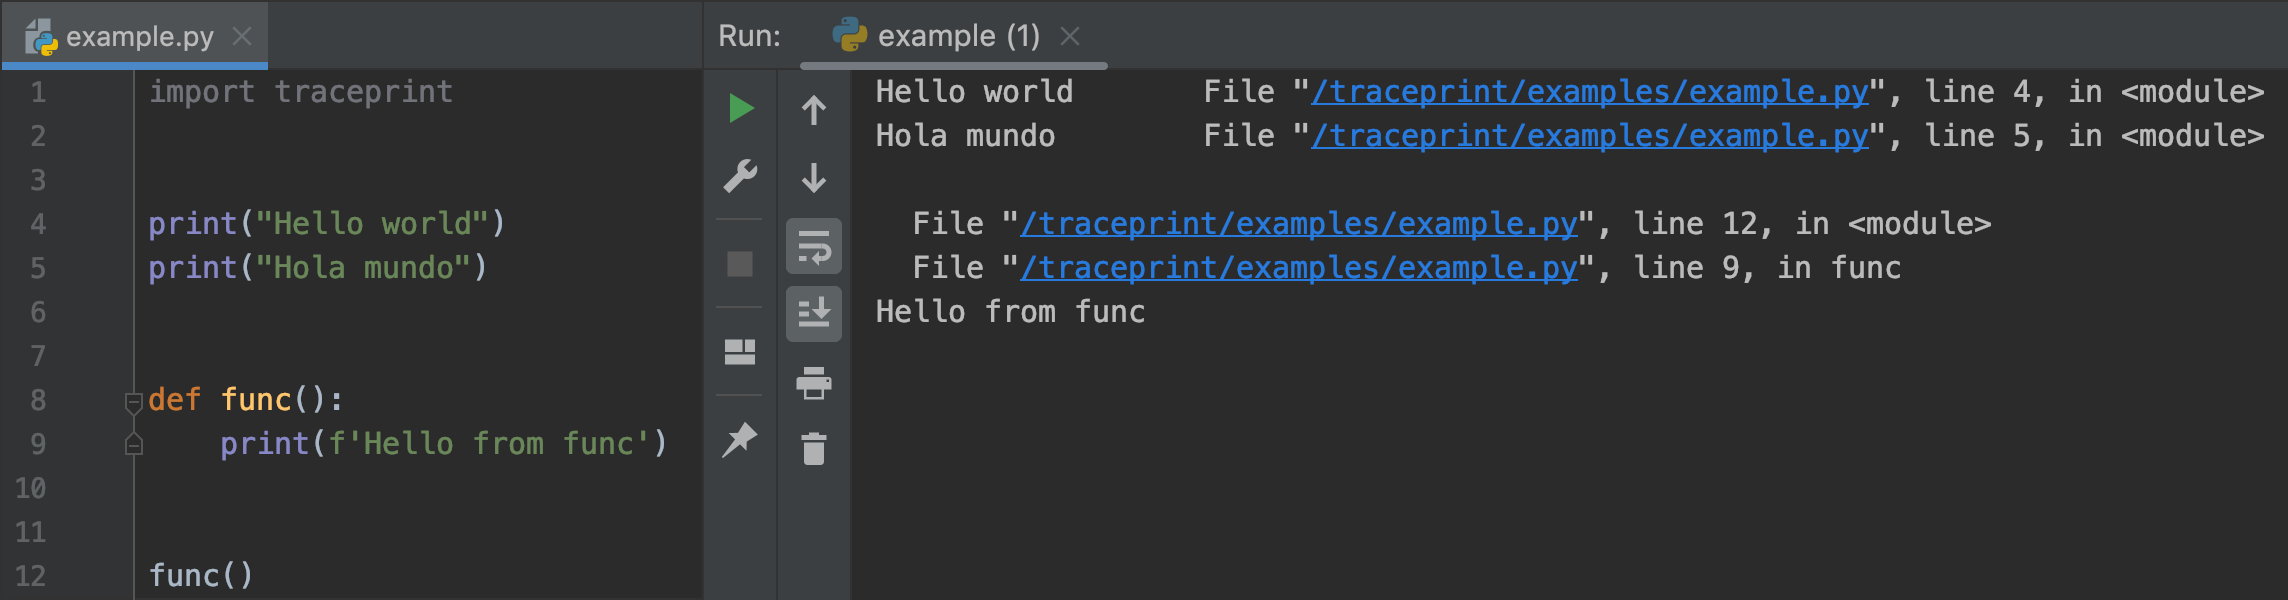 example.py
1 import traceprint
2
3
4 print("Hello world")
5 print("Hola mundo")
6
7
8 def func():
9     print(f'Hello from func')
10
11
12 func()
Run: example (1)
Hello world       File "/traceprint/examples/example.py", line 4, in <module>
Hola mundo        File "/traceprint/examples/example.py", line 5, in <module>
  File "/traceprint/examples/example.py", line 12, in <module>
  File "/traceprint/examples/example.py", line 9, in func
Hello from func